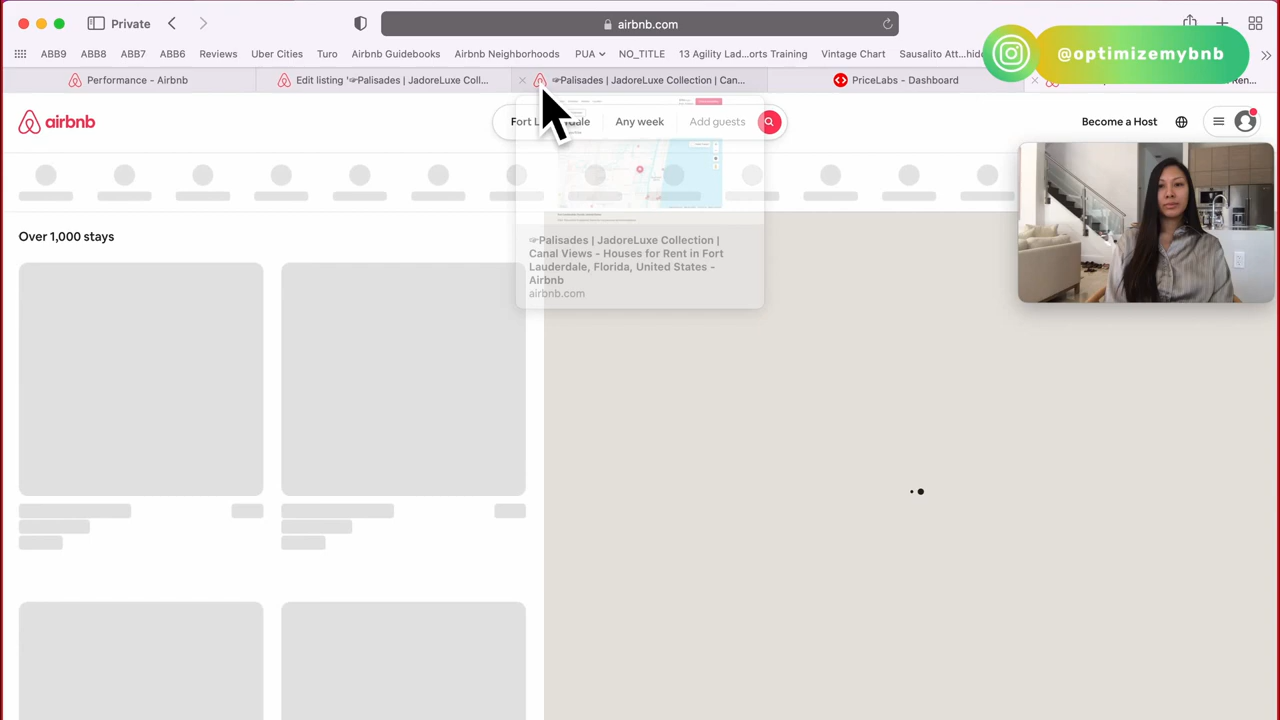 Private
airbnb.com
ABB9 ABB8 ABB7 ABB6 Reviews Uber Cities Turo Airbnb Guidebooks Airbnb Neighborhoods PUA NO_TITLE 13 Agility Lad...orts Training Vintage Chart Sausalito Att...hid
@optimizemybnb
Performance - Airbnb
Edit listing '☞Palisades | JadoreLuxe Coll...
☞Palisades | JadoreLuxe Collection | Can...
PriceLabs - Dashboard
Ren...
airbnb
Fort L dale
Any week
Add guests
Become a Host
Over 1,000 stays
☞Palisades | JadoreLuxe Collection |
Canal Views - Houses for Rent in Fort
Lauderdale, Florida, United States -
Airbnb
airbnb.com